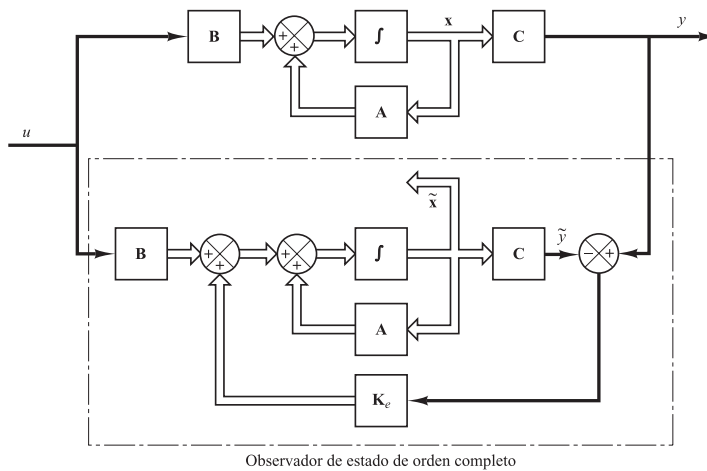 B
+
+
∫
x
C
y
A
u
x̃
B
+
+
+
+
∫
C
ỹ
−
+
A
Kₑ
Observador de estado de orden completo